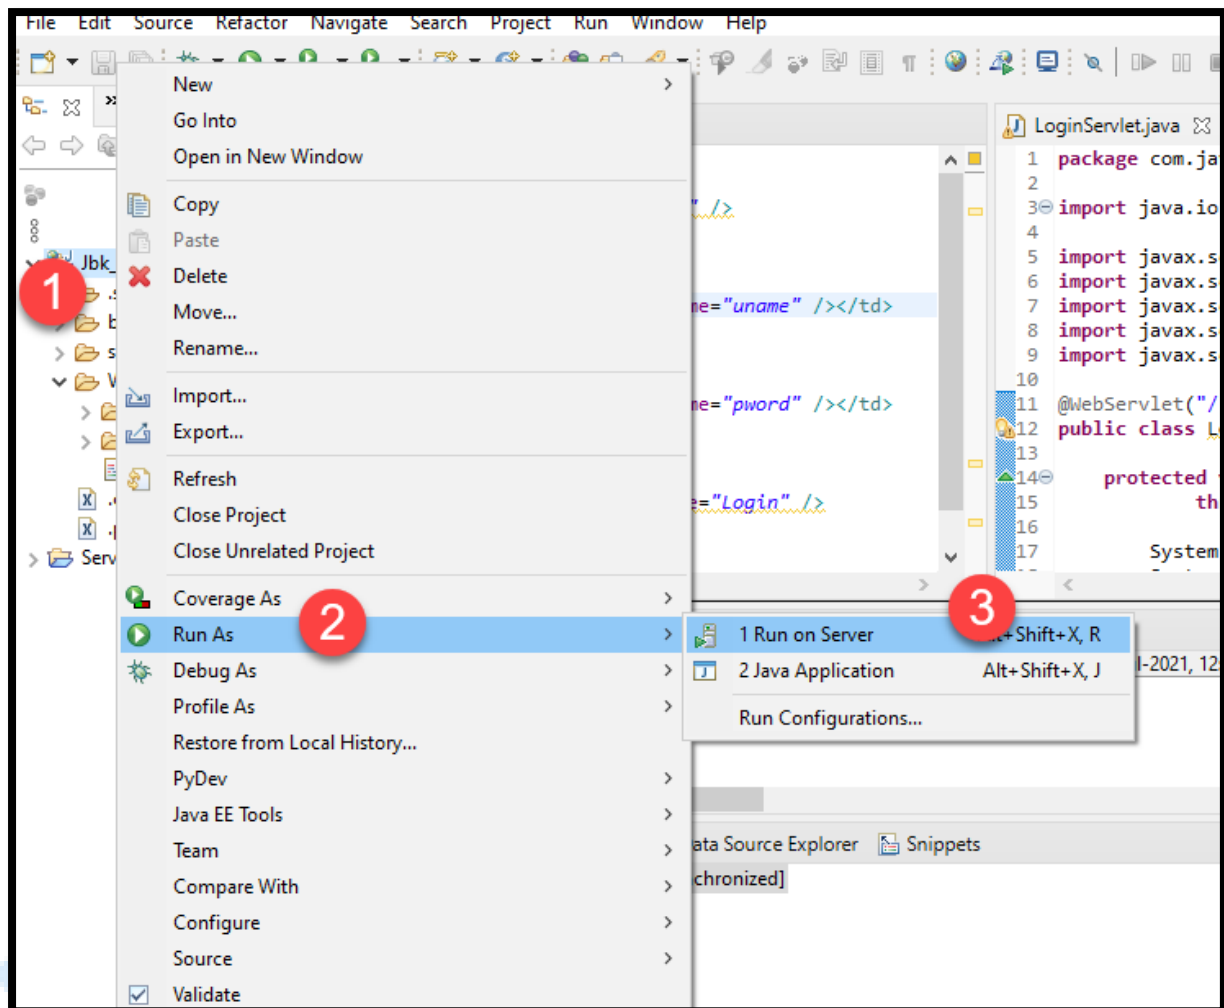 File Edit Source Refactor Navigate Search Project Run Window Help
New
Go Into
Open in New Window
Copy
Paste
Delete
Move...
Rename...
Import...
Export...
Refresh
Close Project
Close Unrelated Project
Coverage As
Run As
Debug As
Profile As
Restore from Local History...
PyDev
Java EE Tools
Team
Compare With
Configure
Source
Validate
1 Run on Server
2 Java Application Alt+Shift+X, J
Run Configurations...
1
2
3
Jbk_
Serv
" />
me="uname" /></td>
me="pword" /></td>
e="Login" />
LoginServlet.java
1 package com.ja
2
3 import java.io
4
5 import javax.s
6 import javax.s
7 import javax.s
8 import javax.s
9 import javax.s
10
11 @WebServlet("/
12 public class L
13
14 protected
15 th
16
17 System
l-2021, 12
ata Source Explorer Snippets
chronized]